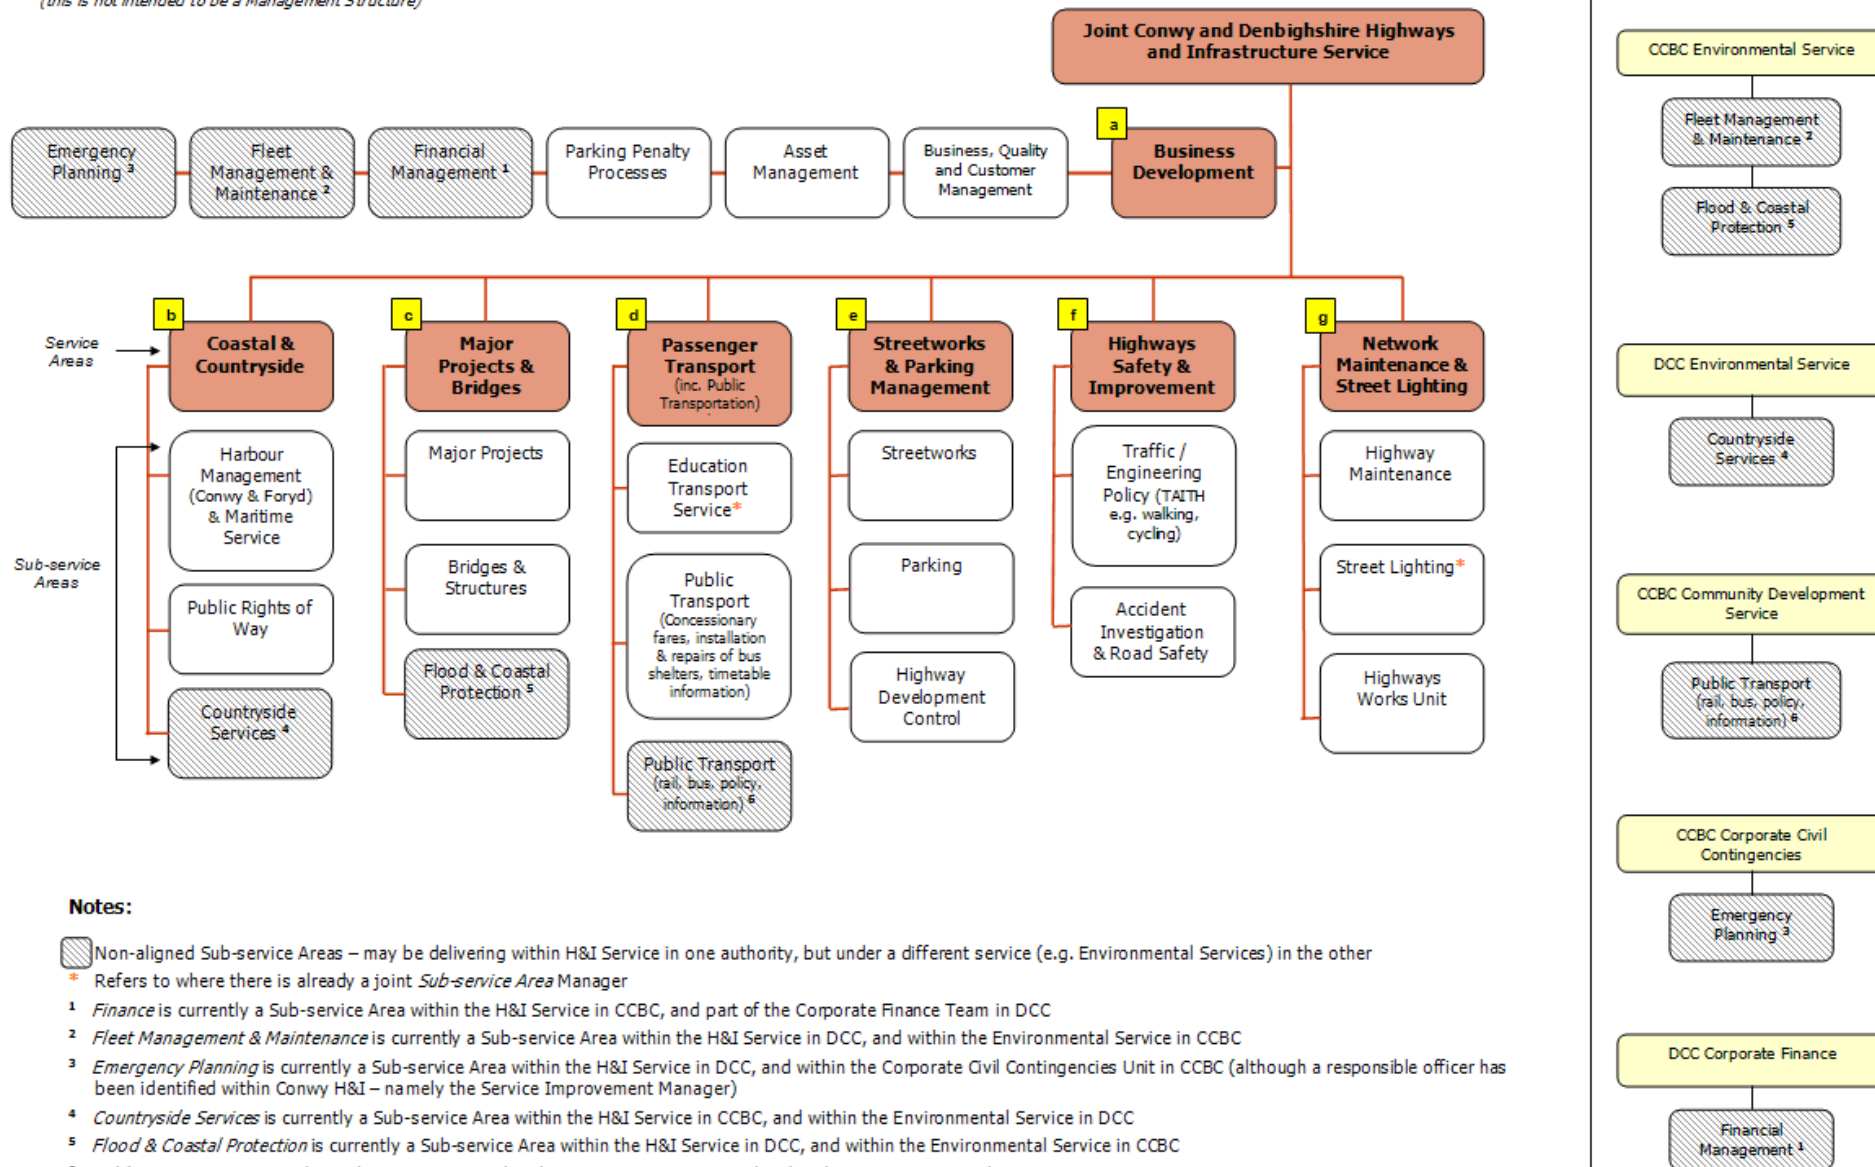 (this is not intended to be a Management Structure)
Joint Conwy and Denbighshire Highways
and Infrastructure Service
a
Emergency
Planning 3
Fleet
Management &
Maintenance 2
Financial
Management 1
Parking Penalty
Processes
Asset
Management
Business, Quality
and Customer
Management
Business
Development
Service
Areas
b
Coastal &
Countryside
c
Major
Projects &
Bridges
d
Passenger
Transport
(inc. Public
Transportation)
e
Streetworks
& Parking
Management
f
Highways
Safety &
Improvement
g
Network
Maintenance &
Street Lighting
Sub-service
Areas
Harbour
Management
(Conwy & Foryd)
& Maritime
Service
Public Rights of
Way
Countryside
Services 4
Major Projects
Bridges &
Structures
Flood & Coastal
Protection 5
Education
Transport
Service*
Public
Transport
(Concessionary
fares, installation
& repairs of bus
shelters, timetable
information)
Public Transport
(rail, bus, policy,
information) 6
Streetworks
Parking
Highway
Development
Control
Traffic /
Engineering
Policy (TAITH
e.g. walking,
cycling)
Accident
Investigation
& Road Safety
Highway
Maintenance
Street Lighting*
Highways
Works Unit
Notes:
Non-aligned Sub-service Areas – may be delivering within H&I Service in one authority, but under a different service (e.g. Environmental Services) in the other
* Refers to where there is already a joint Sub-service Area Manager
1 Finance is currently a Sub-service Area within the H&I Service in CCBC, and part of the Corporate Finance Team in DCC
2 Fleet Management & Maintenance is currently a Sub-service Area within the H&I Service in DCC, and within the Environmental Service in CCBC
3 Emergency Planning is currently a Sub-service Area within the H&I Service in DCC, and within the Corporate Civil Contingencies Unit in CCBC (although a responsible officer has
been identified within Conwy H&I – namely the Service Improvement Manager)
4 Countryside Services is currently a Sub-service Area within the H&I Service in CCBC, and within the Environmental Service in DCC
5 Flood & Coastal Protection is currently a Sub-service Area within the H&I Service in DCC, and within the Environmental Service in CCBC
CCBC Environmental Service
Fleet Management
& Maintenance 2
Flood & Coastal
Protection 5
DCC Environmental Service
Countryside
Services 4
CCBC Community Development
Service
Public Transport
(rail, bus, policy,
information) 6
CCBC Corporate Civil
Contingencies
Emergency
Planning 3
DCC Corporate Finance
Financial
Management 1